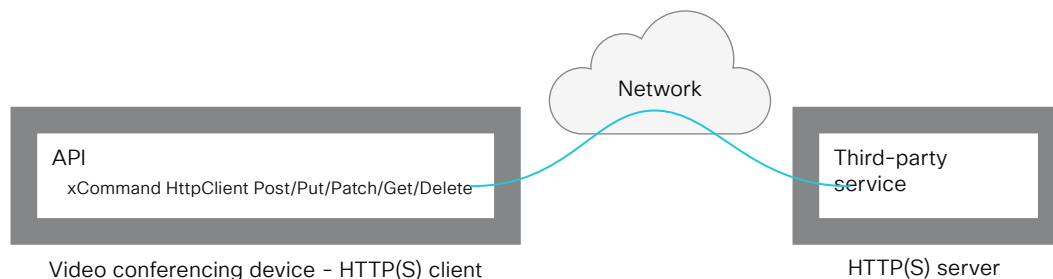 Network
API
xCommand HttpClient Post/Put/Patch/Get/Delete
Third-party
service
Video conferencing device - HTTP(S) client
HTTP(S) server